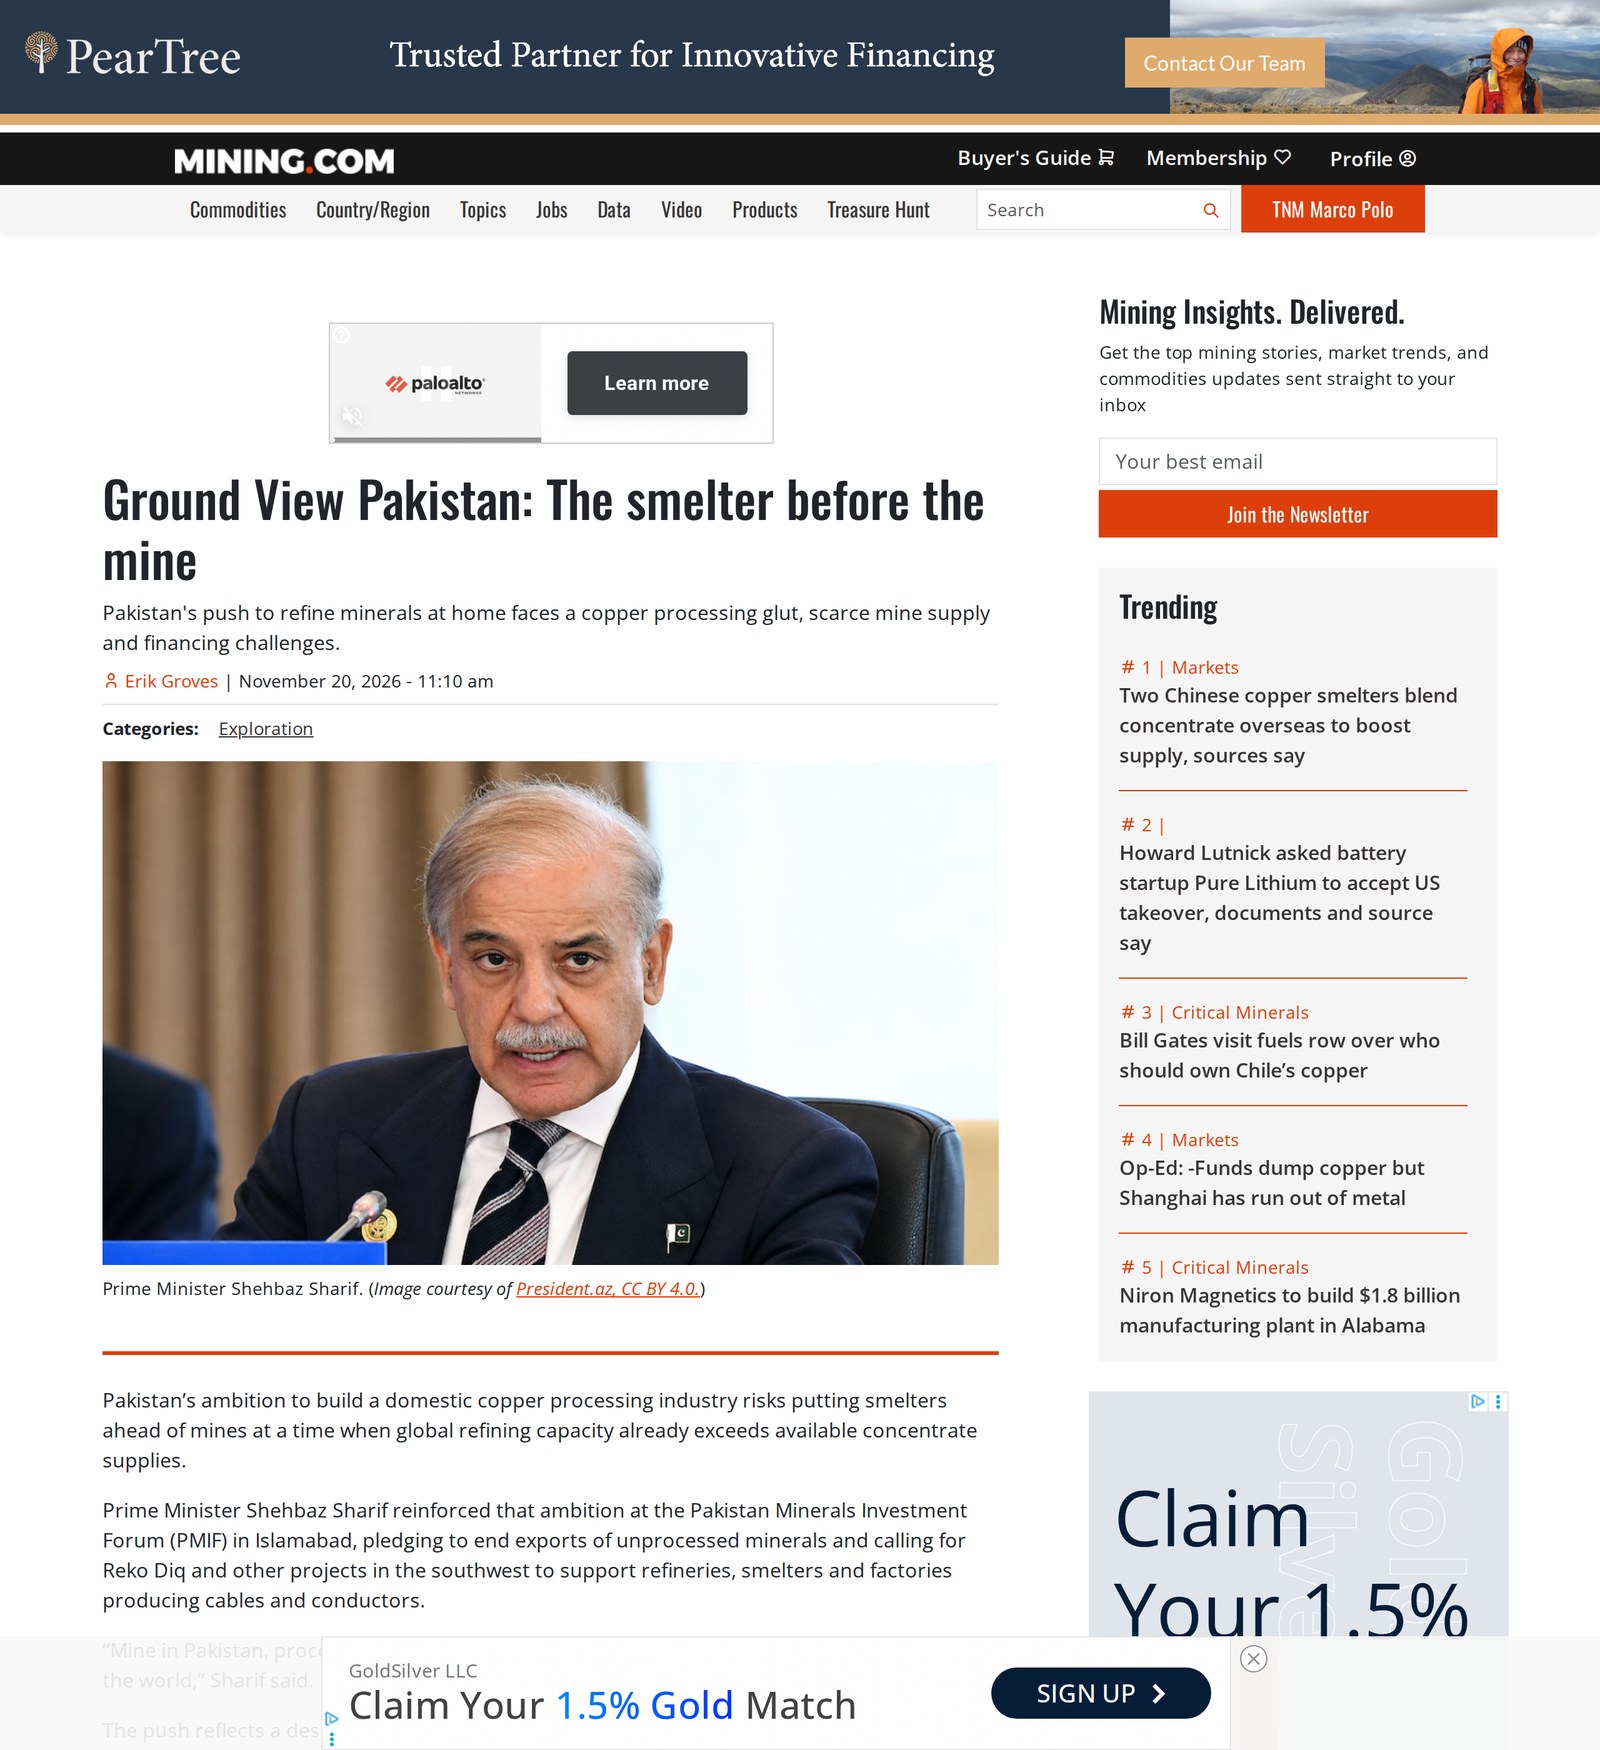 PearTree
Trusted Partner for Innovative Financing
Contact Our Team
MINING.COM
Buyer's Guide
Membership
Profile
Commodities
Country/Region
Topics
Jobs
Data
Video
Products
Treasure Hunt
Search
TNM Marco Polo
paloalto
NETWORKS
Learn more
Ground View Pakistan: The smelter before the
mine
Pakistan's push to refine minerals at home faces a copper processing glut, scarce mine supply
and financing challenges.
Erik Groves | November 20, 2026 - 11:10 am
Categories: Exploration
Prime Minister Shehbaz Sharif. (Image courtesy of President.az, CC BY 4.0.)
Pakistan’s ambition to build a domestic copper processing industry risks putting smelters
ahead of mines at a time when global refining capacity already exceeds available concentrate
supplies.
Prime Minister Shehbaz Sharif reinforced that ambition at the Pakistan Minerals Investment
Forum (PMIF) in Islamabad, pledging to end exports of unprocessed minerals and calling for
Reko Diq and other projects in the southwest to support refineries, smelters and factories
producing cables and conductors.
“Mine in Pakistan,
the world,” Sharif said.
The push reflects a
Mining Insights. Delivered.
Get the top mining stories, market trends, and
commodities updates sent straight to your
inbox
Your best email
Join the Newsletter
Trending
# 1 | Markets
Two Chinese copper smelters blend
concentrate overseas to boost
supply, sources say
# 2 |
Howard Lutnick asked battery
startup Pure Lithium to accept US
takeover, documents and source
say
# 3 | Critical Minerals
Bill Gates visit fuels row over who
should own Chile’s copper
# 4 | Markets
Op-Ed: -Funds dump copper but
Shanghai has run out of metal
# 5 | Critical Minerals
Niron Magnetics to build $1.8 billion
manufacturing plant in Alabama
Claim
Your 1.5%
GoldSilver LLC
Claim Your 1.5% Gold Match
SIGN UP